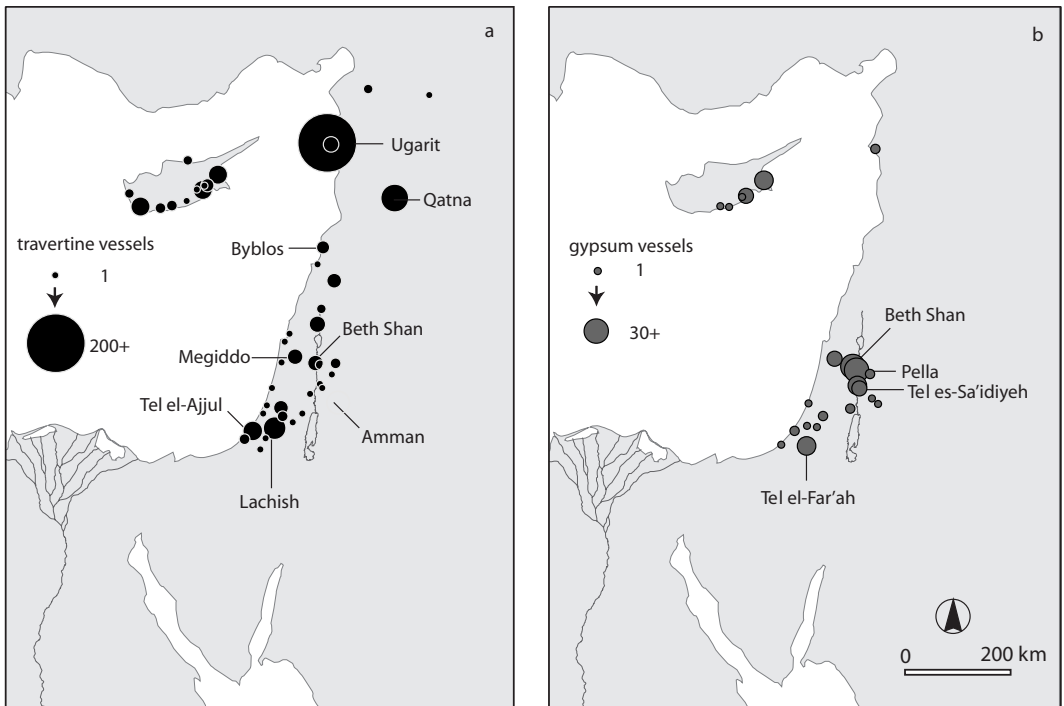 a
Ugarit
Qatna
travertine vessels
1
200+
Byblos
Beth Shan
Megiddo
Tel el-Ajjul
Amman
Lachish
b
gypsum vessels
1
30+
Beth Shan
Pella
Tel es-Sa'idiyeh
Tel el-Far'ah
0 200 km